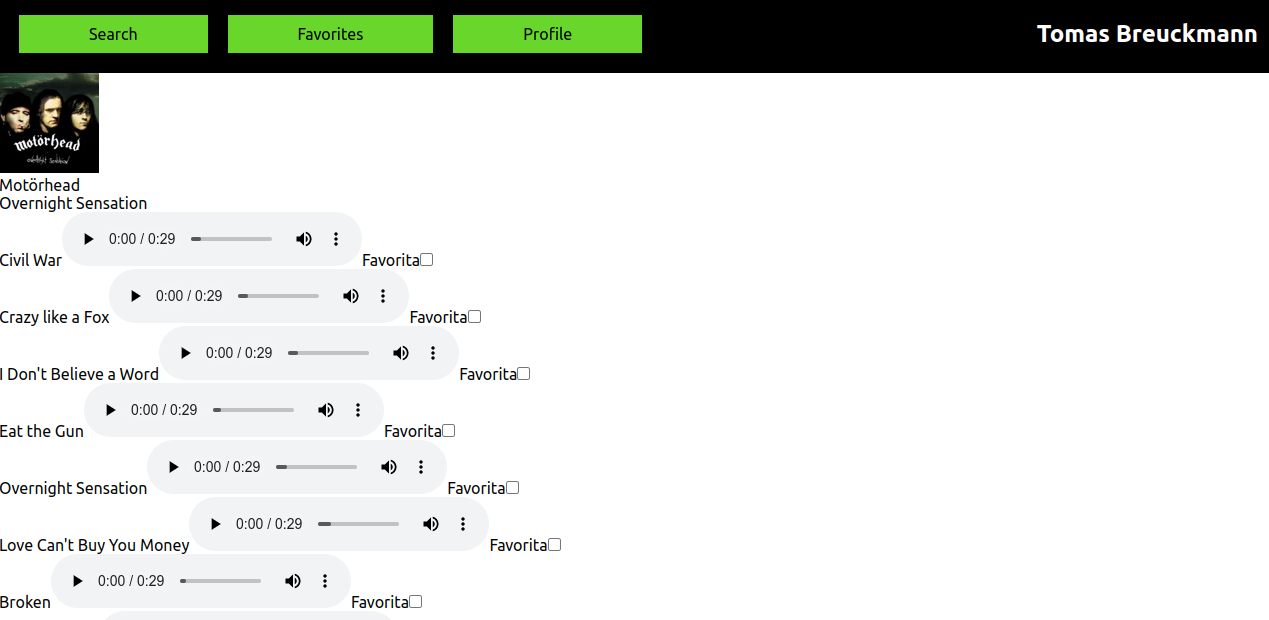 Search Favorites Profile Tomas Breuckmann
Motörhead
Motörhead
Overnight Sensation
0:00 / 0:29
Civil War Favorita
0:00 / 0:29
Crazy like a Fox Favorita
0:00 / 0:29
I Don't Believe a Word Favorita
0:00 / 0:29
Eat the Gun Favorita
0:00 / 0:29
Overnight Sensation Favorita
0:00 / 0:29
Love Can't Buy You Money Favorita
0:00 / 0:29
Broken Favorita